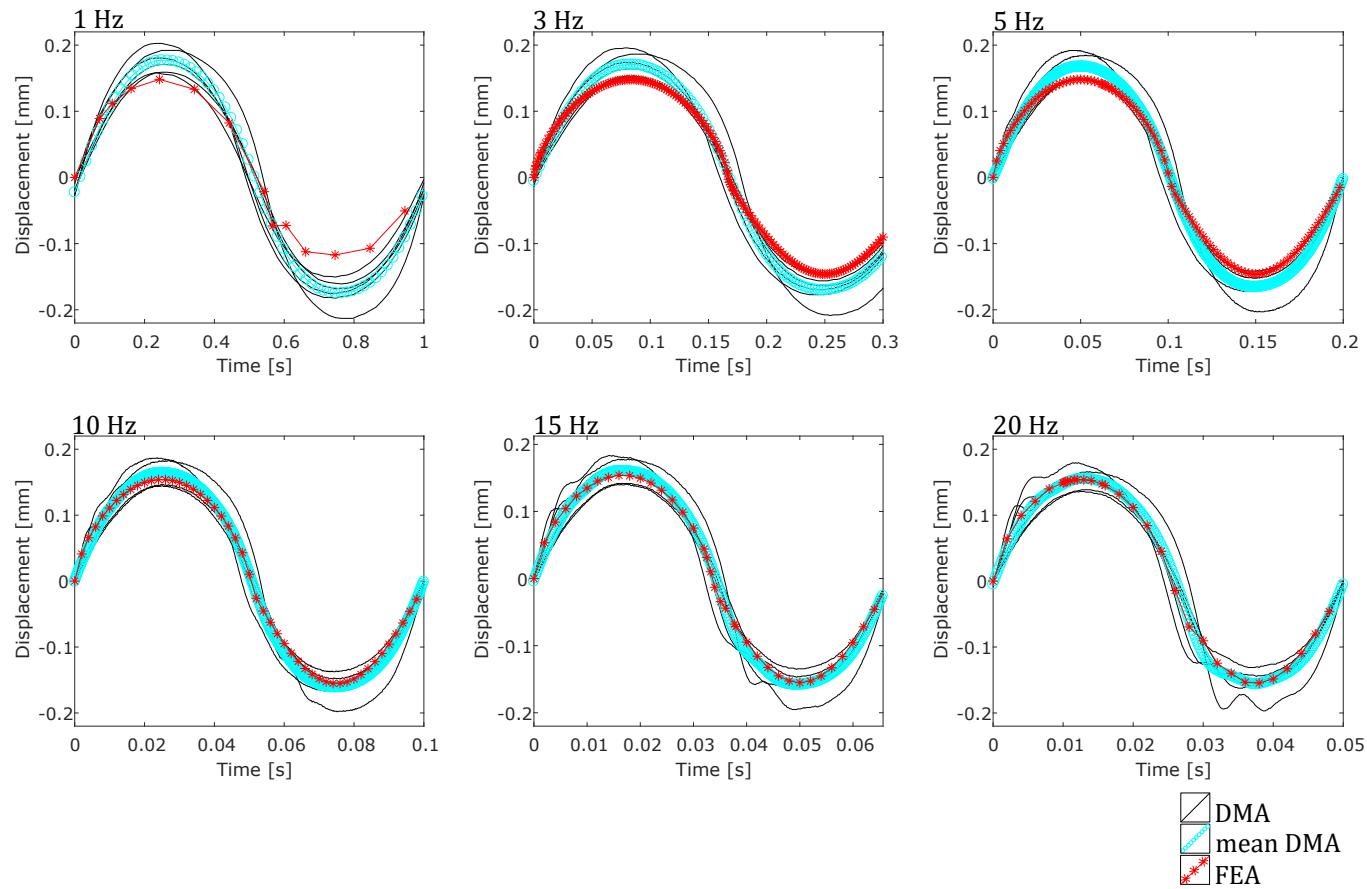 1 Hz
Displacement [mm]
0.2
0.1
0
-0.1
-0.2
0 0.2 0.4 0.6 0.8 1
Time [s]
3 Hz
Displacement [mm]
0.2
0.1
0
-0.1
-0.2
0 0.05 0.1 0.15 0.2 0.25 0.3
Time [s]
5 Hz
Displacement [mm]
0.2
0.1
0
-0.1
-0.2
0 0.05 0.1 0.15 0.2
Time [s]
10 Hz
Displacement [mm]
0.2
0.1
0
-0.1
-0.2
0 0.02 0.04 0.06 0.08 0.1
Time [s]
15 Hz
Displacement [mm]
0.2
0.1
0
-0.1
-0.2
0 0.01 0.02 0.03 0.04 0.05 0.06
Time [s]
20 Hz
Displacement [mm]
0.2
0.1
0
-0.1
-0.2
0 0.01 0.02 0.03 0.04 0.05
Time [s]
DMA
mean DMA
FEA